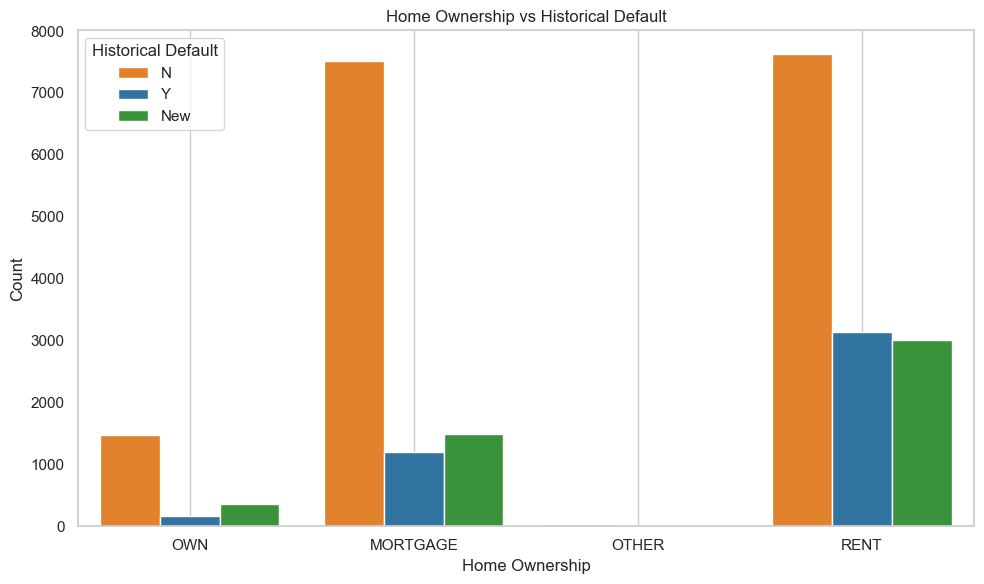 Home Ownership vs Historical Default
Historical Default
N
Y
New
8000
7000
6000
5000
4000
3000
2000
1000
0
Count
OWN MORTGAGE OTHER RENT
Home Ownership